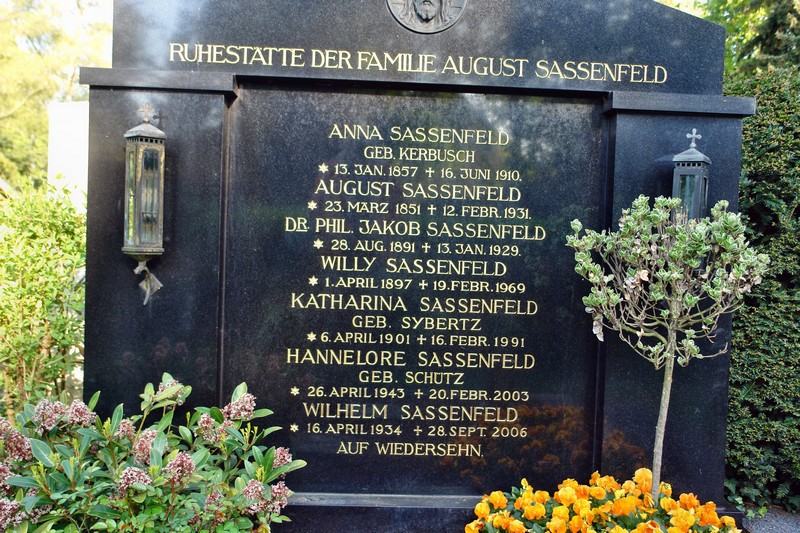 RUHESTÄTTE DER FAMILIE AUGUST SASSENFELD
ANNA SASSENFELD
GEB. KERBUSCH
* 13. JAN. 1857 ✝ 16. JUNI 1910.
AUGUST SASSENFELD
* 23. MÄRZ 1851 ✝ 12. FEBR. 1931.
DR. PHIL. JAKOB SASSENFELD
* 28. AUG. 1891 ✝ 13. JAN. 1929.
WILLY SASSENFELD
* 1. APRIL 1897 ✝ 19. FEBR. 1969
KATHARINA SASSENFELD
GEB. SYBERTZ
* 6. APRIL 1901 ✝ 16. FEBR. 1991
HANNELORE SASSENFELD
GEB. SCHÜTZ
* 26. APRIL 1943 ✝ 20. FEBR. 2003
WILHELM SASSENFELD
* 16. APRIL 1934 ✝ 28. SEPT. 2006
AUF WIEDERSEHN.